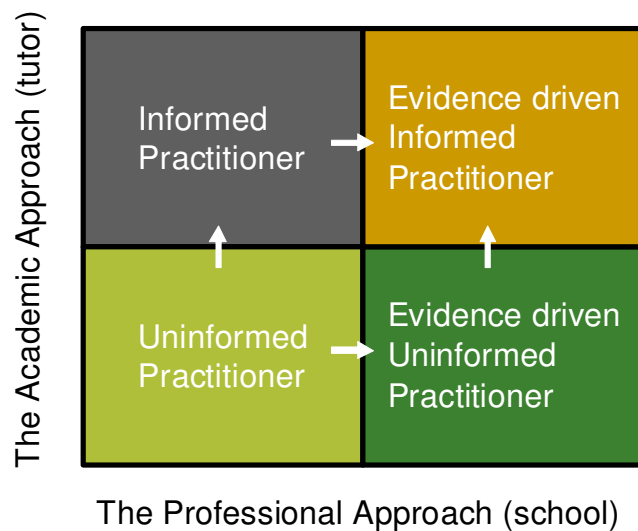 The Academic Approach (tutor)
Informed
Practitioner
Evidence driven
Informed
Practitioner
Uninformed
Practitioner
Evidence driven
Uninformed
Practitioner
The Professional Approach (school)